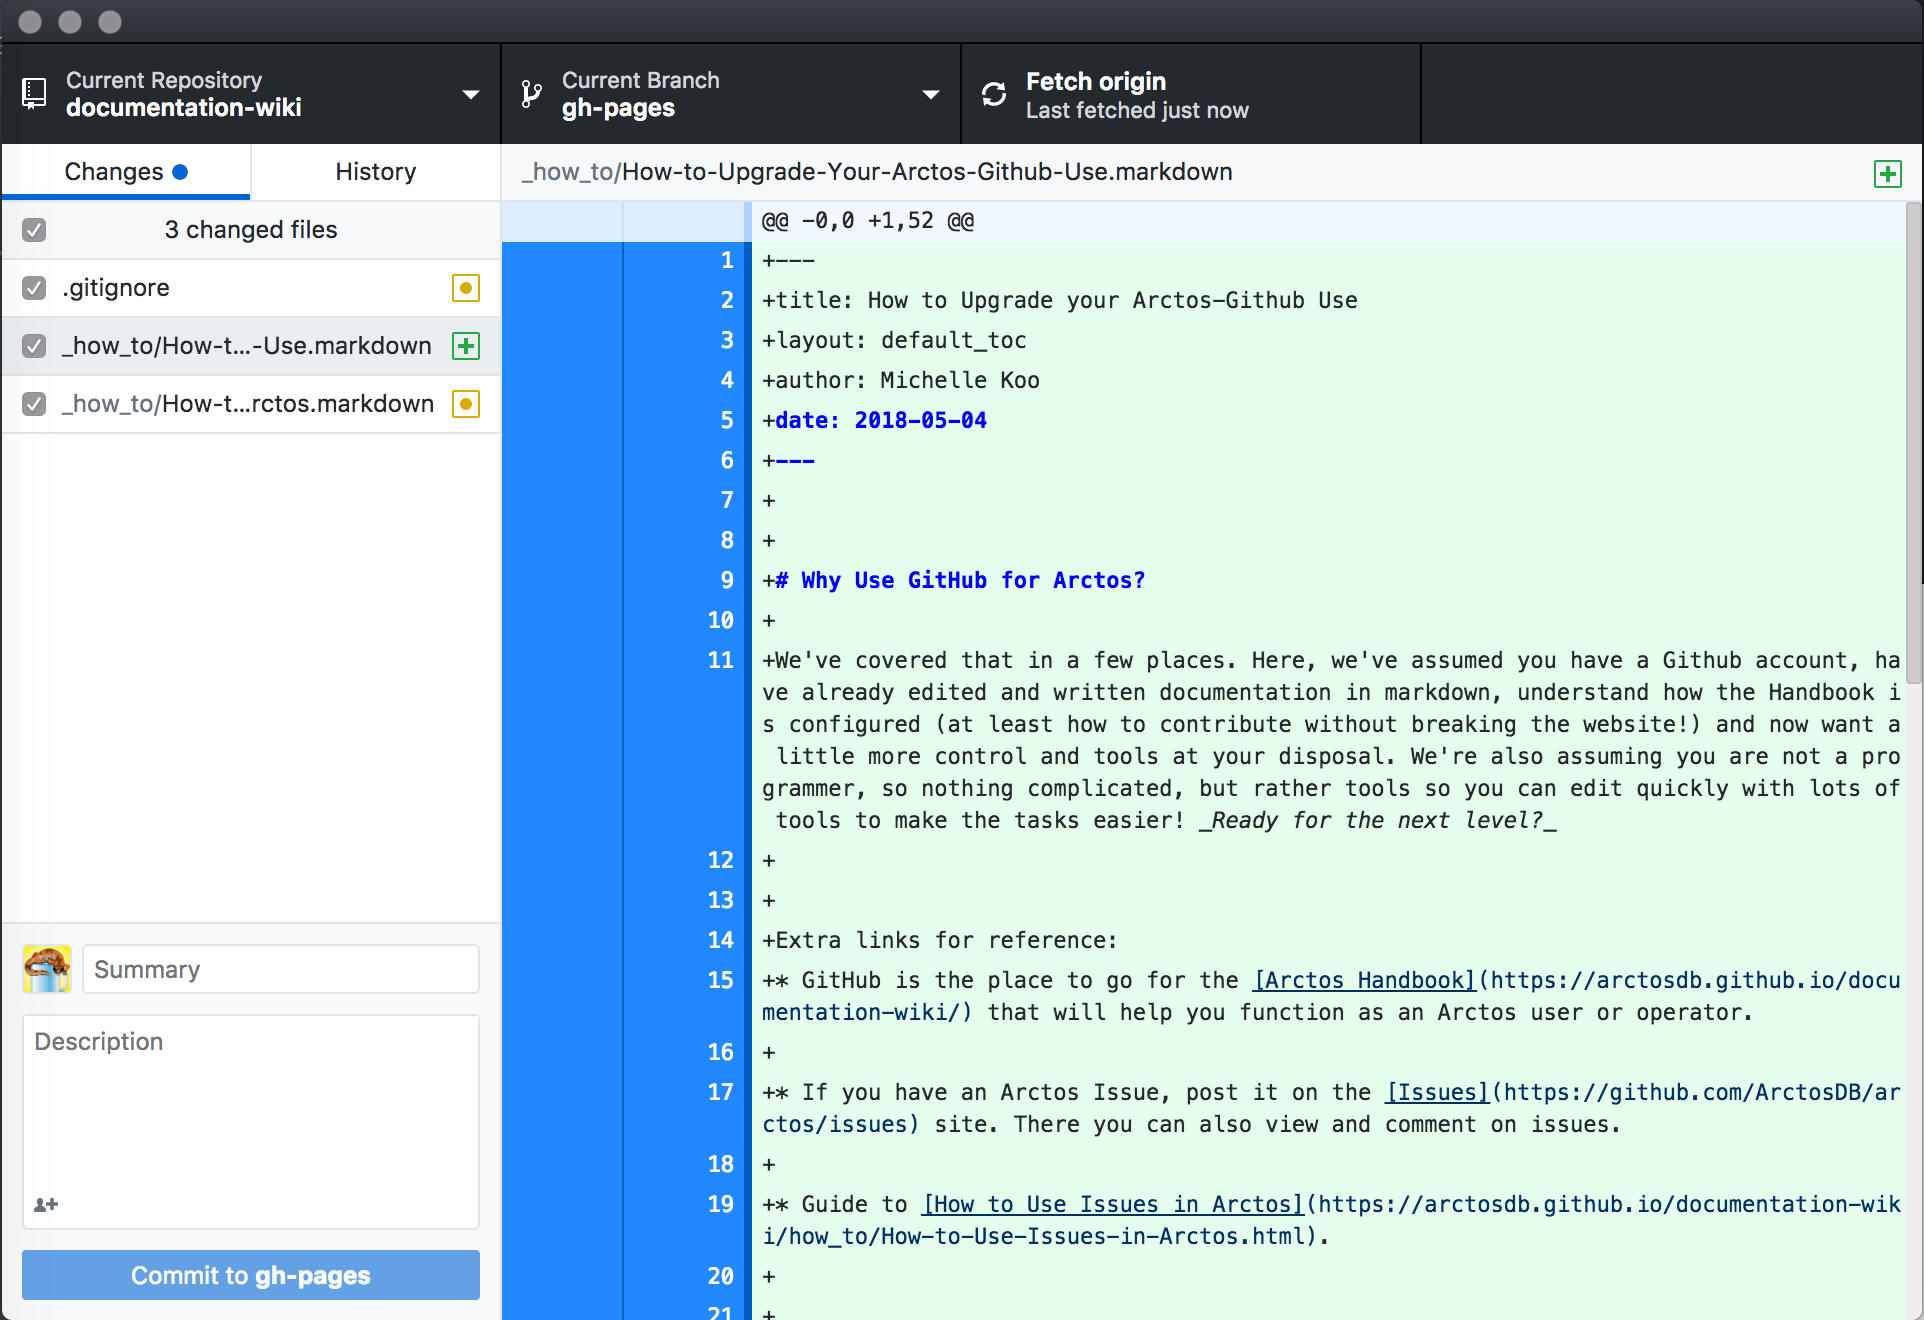 Current Repository
documentation-wiki
Current Branch
gh-pages
Fetch origin
Last fetched just now
Changes
History
3 changed files
.gitignore
_how_to/How-t...-Use.markdown
_how_to/How-t...rctos.markdown
Summary
Description
Commit to gh-pages
_how_to/How-to-Upgrade-Your-Arctos-Github-Use.markdown
@@ -0,0 +1,52 @@
1 +---
2 +title: How to Upgrade your Arctos-Github Use
3 +layout: default_toc
4 +author: Michelle Koo
5 +date: 2018-05-04
6 +---
7 +
8 +
9 +# Why Use GitHub for Arctos?
10 +
11 +We've covered that in a few places. Here, we've assumed you have a Github account, ha
ve already edited and written documentation in markdown, understand how the Handbook i
s configured (at least how to contribute without breaking the website!) and now want a
little more control and tools at your disposal. We're also assuming you are not a pro
grammer, so nothing complicated, but rather tools so you can edit quickly with lots of
tools to make the tasks easier! _Ready for the next level?_
12 +
13 +
14 +Extra links for reference:
15 +* GitHub is the place to go for the [Arctos Handbook](https://arctosdb.github.io/docu
mentation-wiki/) that will help you function as an Arctos user or operator.
16 +
17 +* If you have an Arctos Issue, post it on the [Issues](https://github.com/ArctosDB/ar
ctos/issues) site. There you can also view and comment on issues.
18 +
19 +* Guide to [How to Use Issues in Arctos](https://arctosdb.github.io/documentation-wik
i/how_to/How-to-Use-Issues-in-Arctos.html).
20 +
21 +